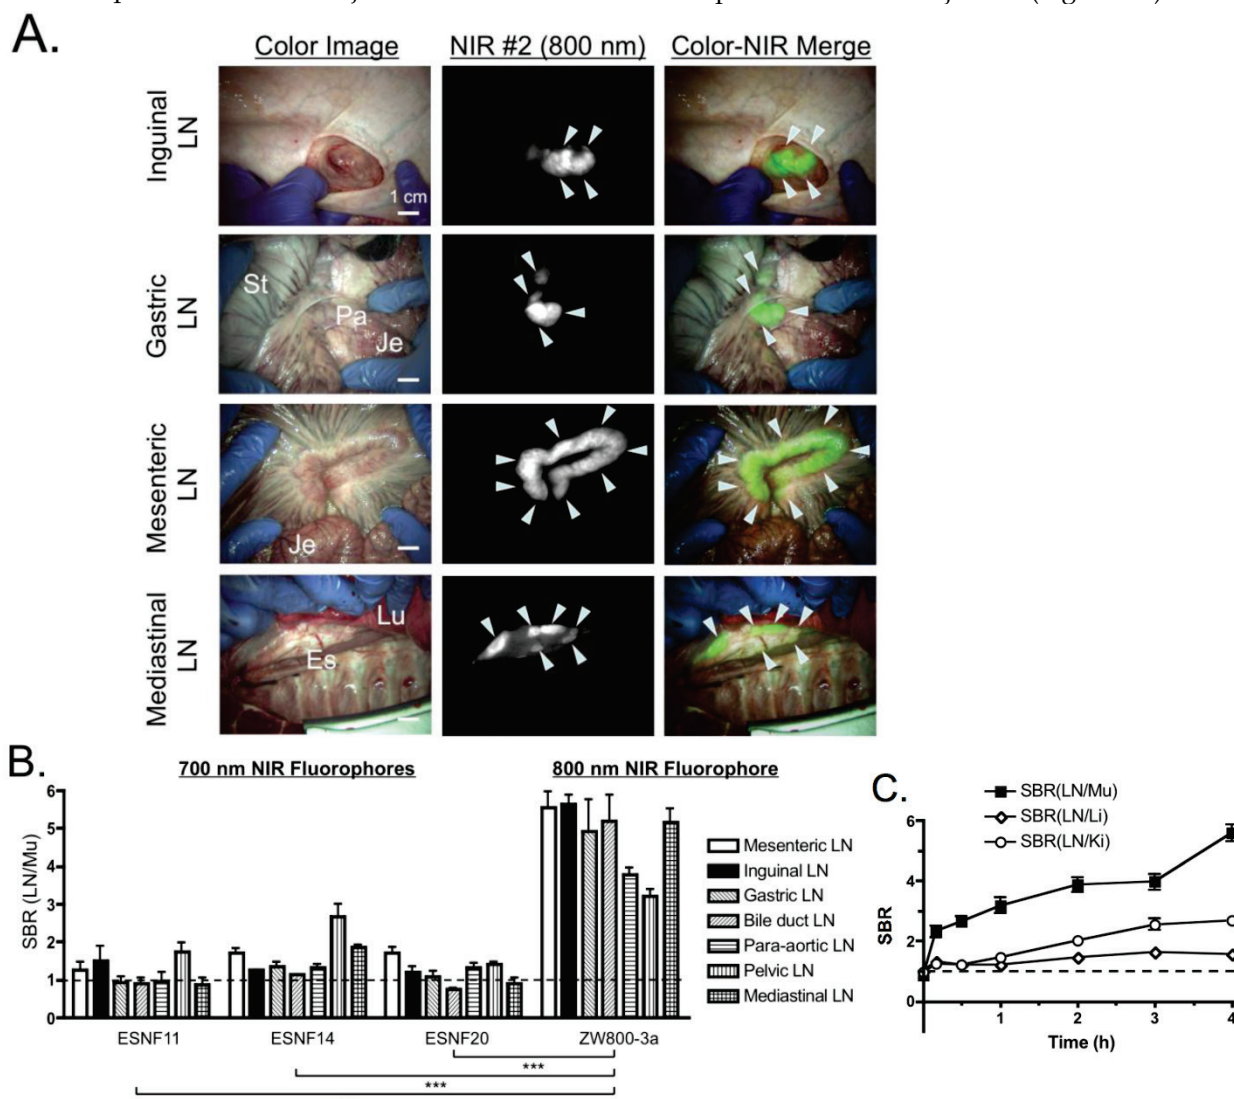 A.
Color Image
NIR #2 (800 nm)
Color-NIR Merge
Inguinal
LN
1 cm
Gastric
LN
St
Pa
Je
Mesenteric
LN
Je
Mediastinal
LN
Lu
Es
B.
700 nm NIR Fluorophores
800 nm NIR Fluorophore
SBR (LN/Mu)
6
5
4
3
2
1
0
ESNF11
ESNF14
ESNF20
ZW800-3a
***
***
Mesenteric LN
Inguinal LN
Gastric LN
Bile duct LN
Para-aortic LN
Pelvic LN
Mediastinal LN
C.
SBR(LN/Mu)
SBR(LN/Li)
SBR(LN/Ki)
SBR
6
4
2
0
1
2
3
4
Time (h)